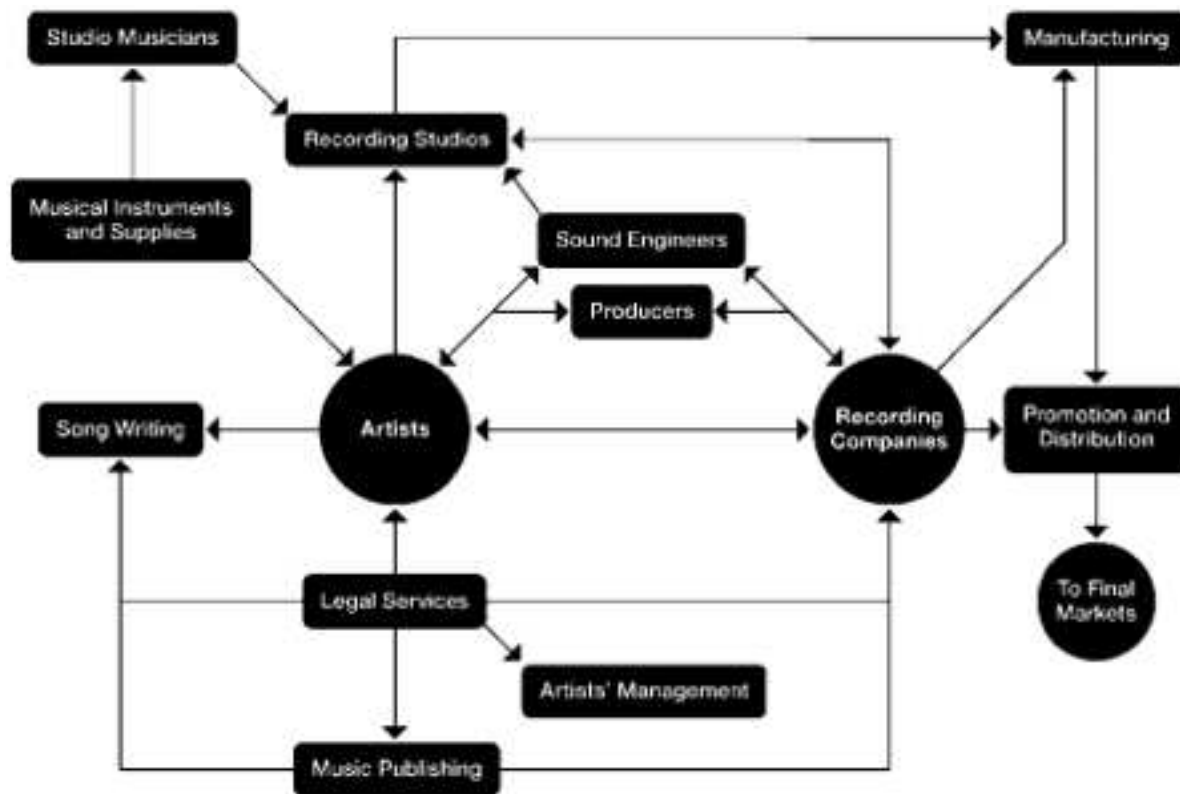 Studio Musicians
Manufacturing
Recording Studios
Musical Instruments
and Supplies
Sound Engineers
Producers
Song Writing
Artists
Recording
Companies
Promotion and
Distribution
Legal Services
To Final
Markets
Artists' Management
Music Publishing